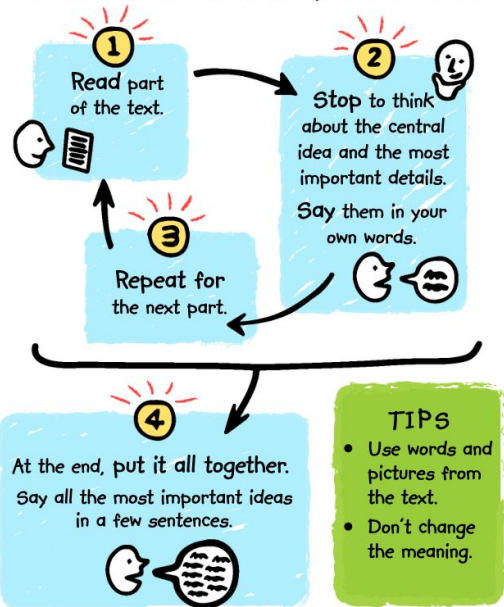 1
Read part
of the text.
2
Stop to think
about the central
idea and the most
important details.
Say them in your
own words.
3
Repeat for
the next part.
4
At the end, put it all together.
Say all the most important ideas
in a few sentences.
TIPS
• Use words and
pictures from
the text.
• Don't change
the meaning.